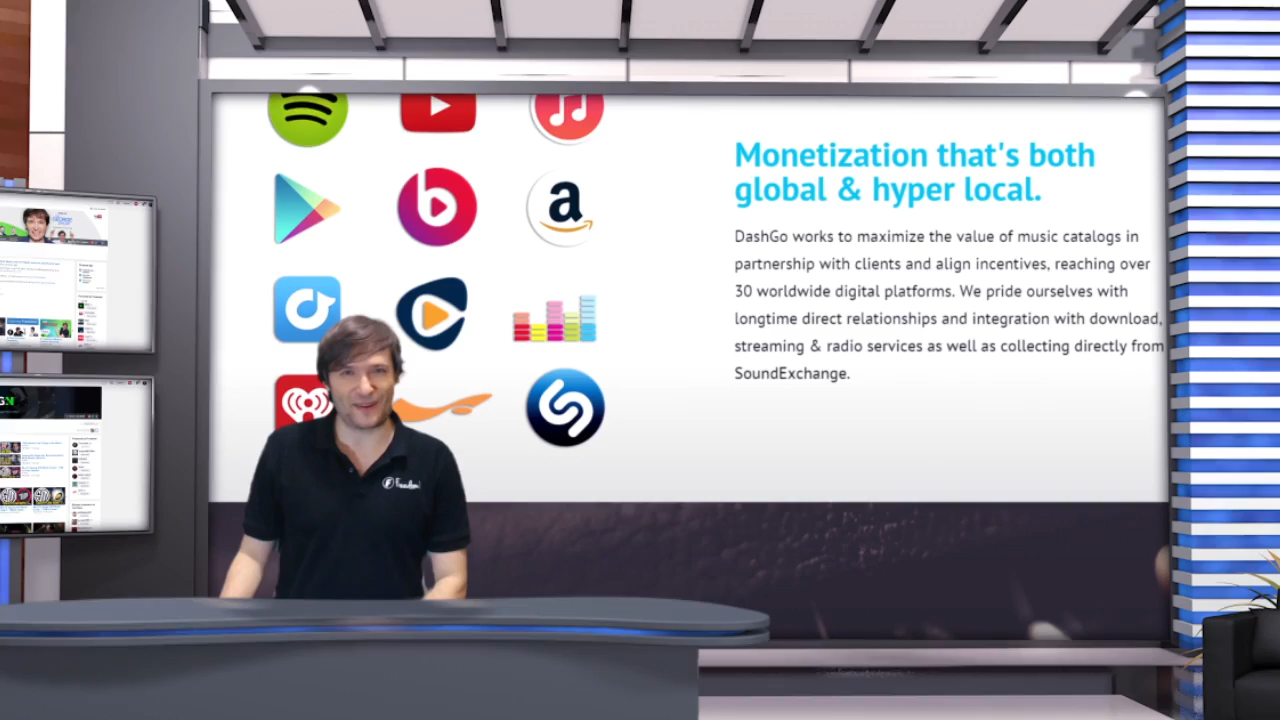 Monetization that's both
global & hyper local.
DashGo works to maximize the value of music catalogs in
partnership with clients and align incentives, reaching over
30 worldwide digital platforms. We pride ourselves with
longtime direct relationships and integration with download,
streaming & radio services as well as collecting directly from
SoundExchange.
Freedom!